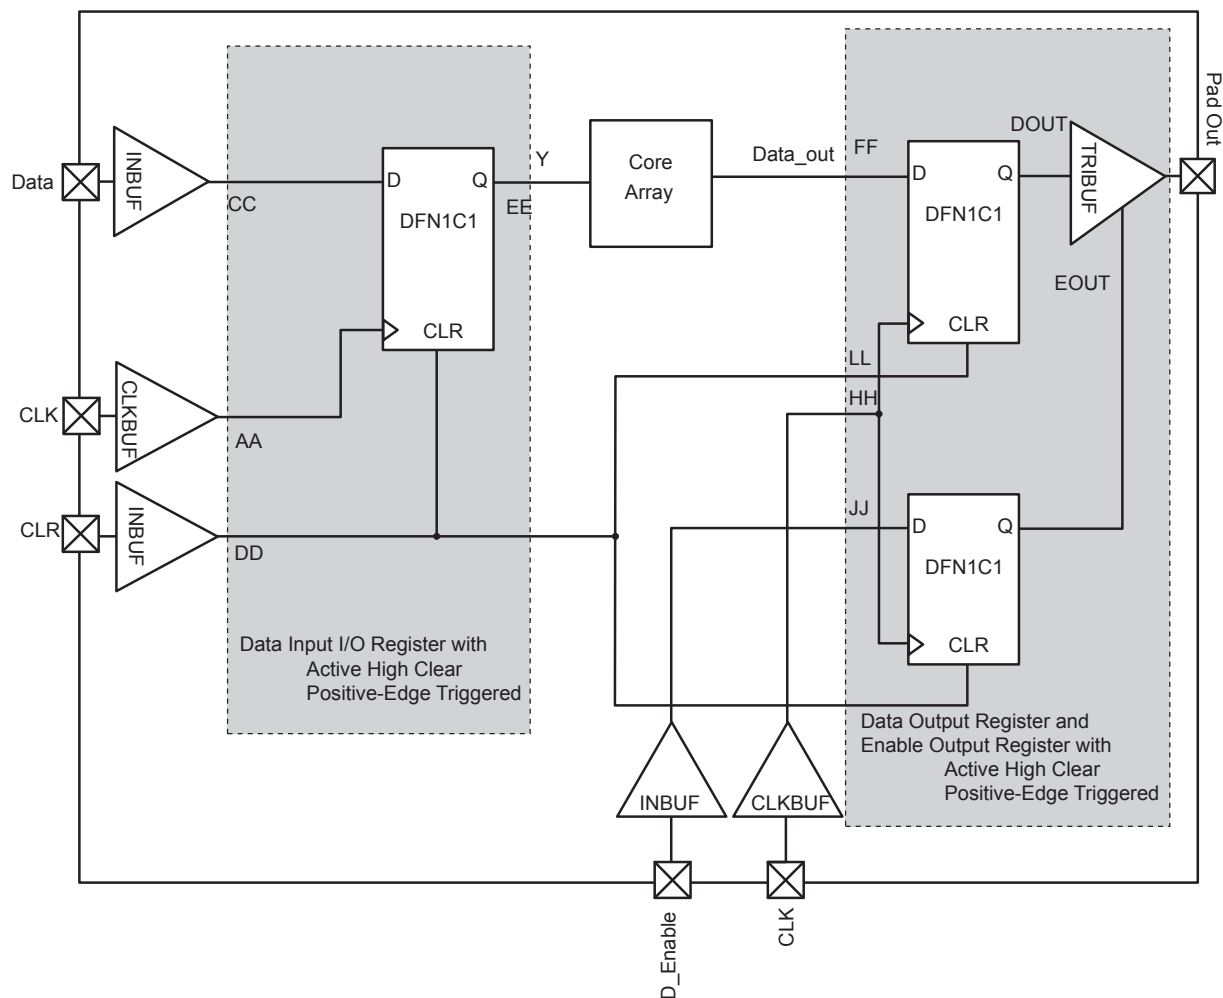 Data
INBUF
CC
D
Q
DFN1C1
CLR
Y
EE
Core
Array
Data_out
FF
D
Q
DFN1C1
CLR
DOUT
TRIBUF
EOUT
Pad Out
CLK
CLKBUF
AA
CLR
INBUF
DD
LL
HH
JJ
D
Q
DFN1C1
CLR
Data Input I/O Register with
Active High Clear
Positive-Edge Triggered
Data Output Register and
Enable Output Register with
Active High Clear
Positive-Edge Triggered
INBUF
CLKBUF
D_Enable
CLK